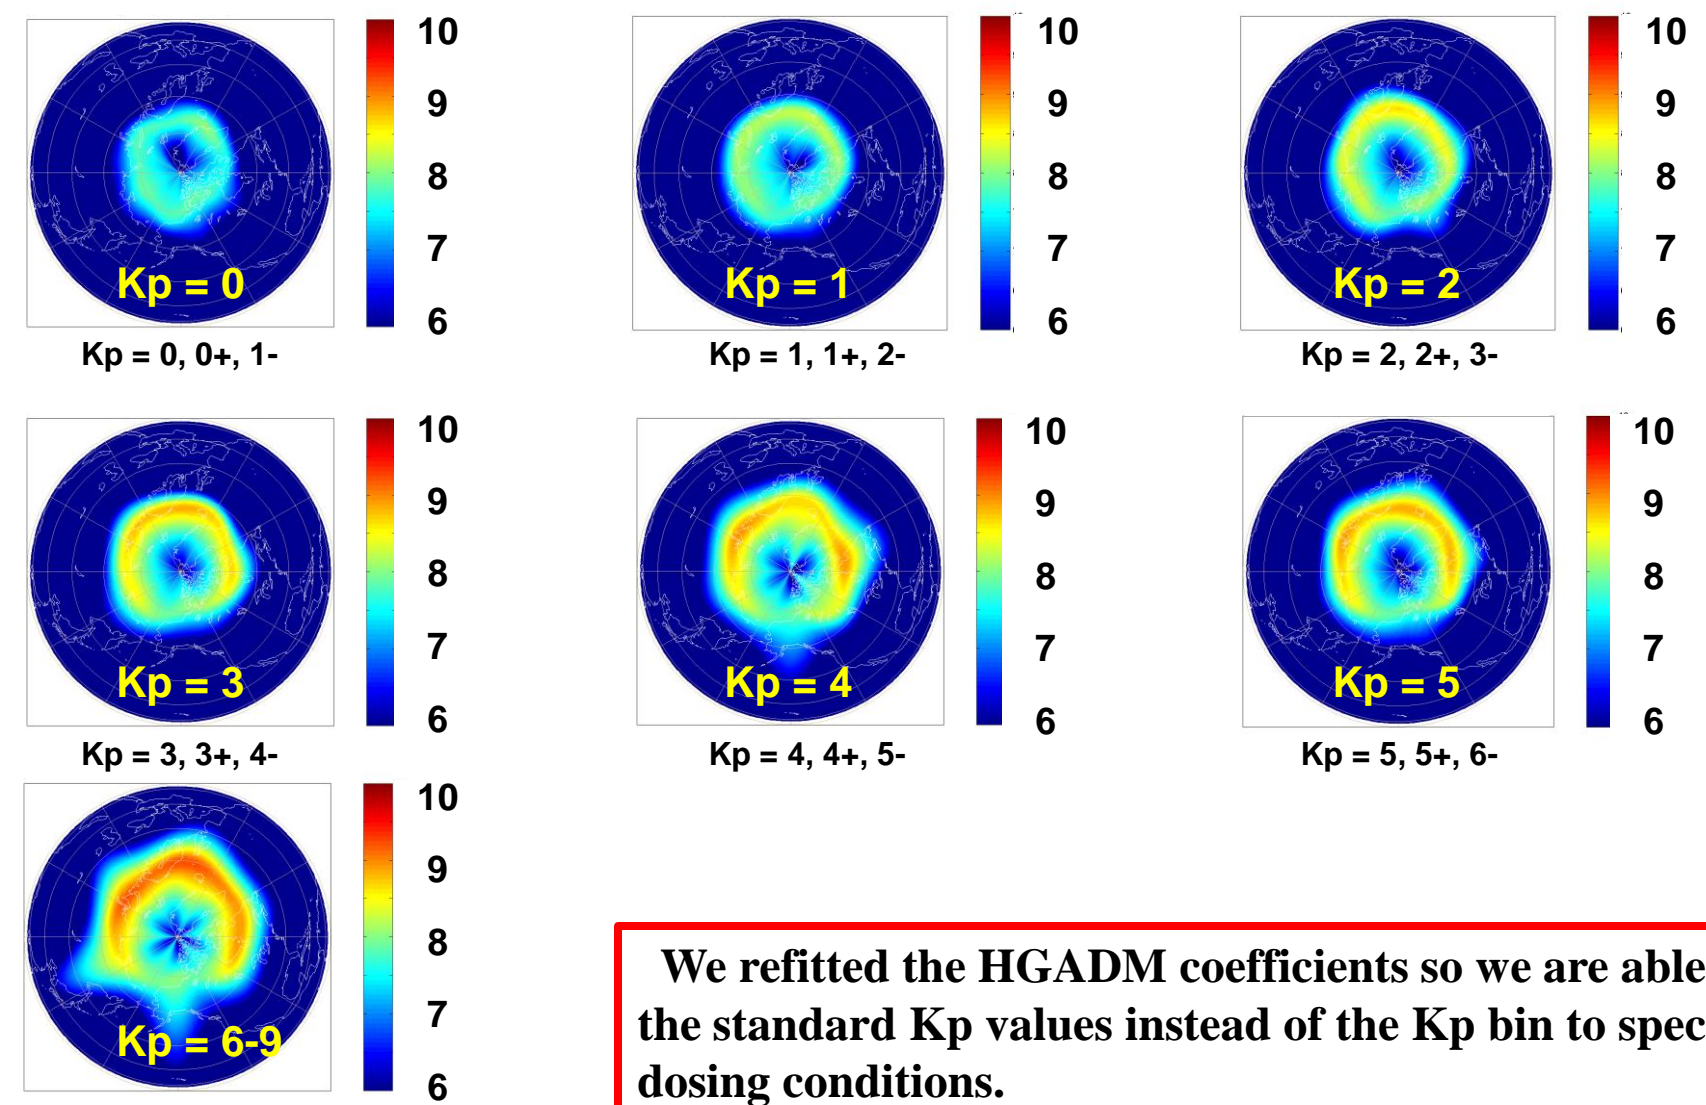 10
9
8
7
6
Kp = 0
Kp = 0, 0+, 1-
10
9
8
7
6
Kp = 1
Kp = 1, 1+, 2-
10
9
8
7
6
Kp = 2
Kp = 2, 2+, 3-
10
9
8
7
6
Kp = 3
Kp = 3, 3+, 4-
10
9
8
7
6
Kp = 4
Kp = 4, 4+, 5-
10
9
8
7
6
Kp = 5
Kp = 5, 5+, 6-
10
9
8
7
6
Kp = 6-9
We refitted the HGADM coefficients so we are able
the standard Kp values instead of the Kp bin to spec
dosing conditions.